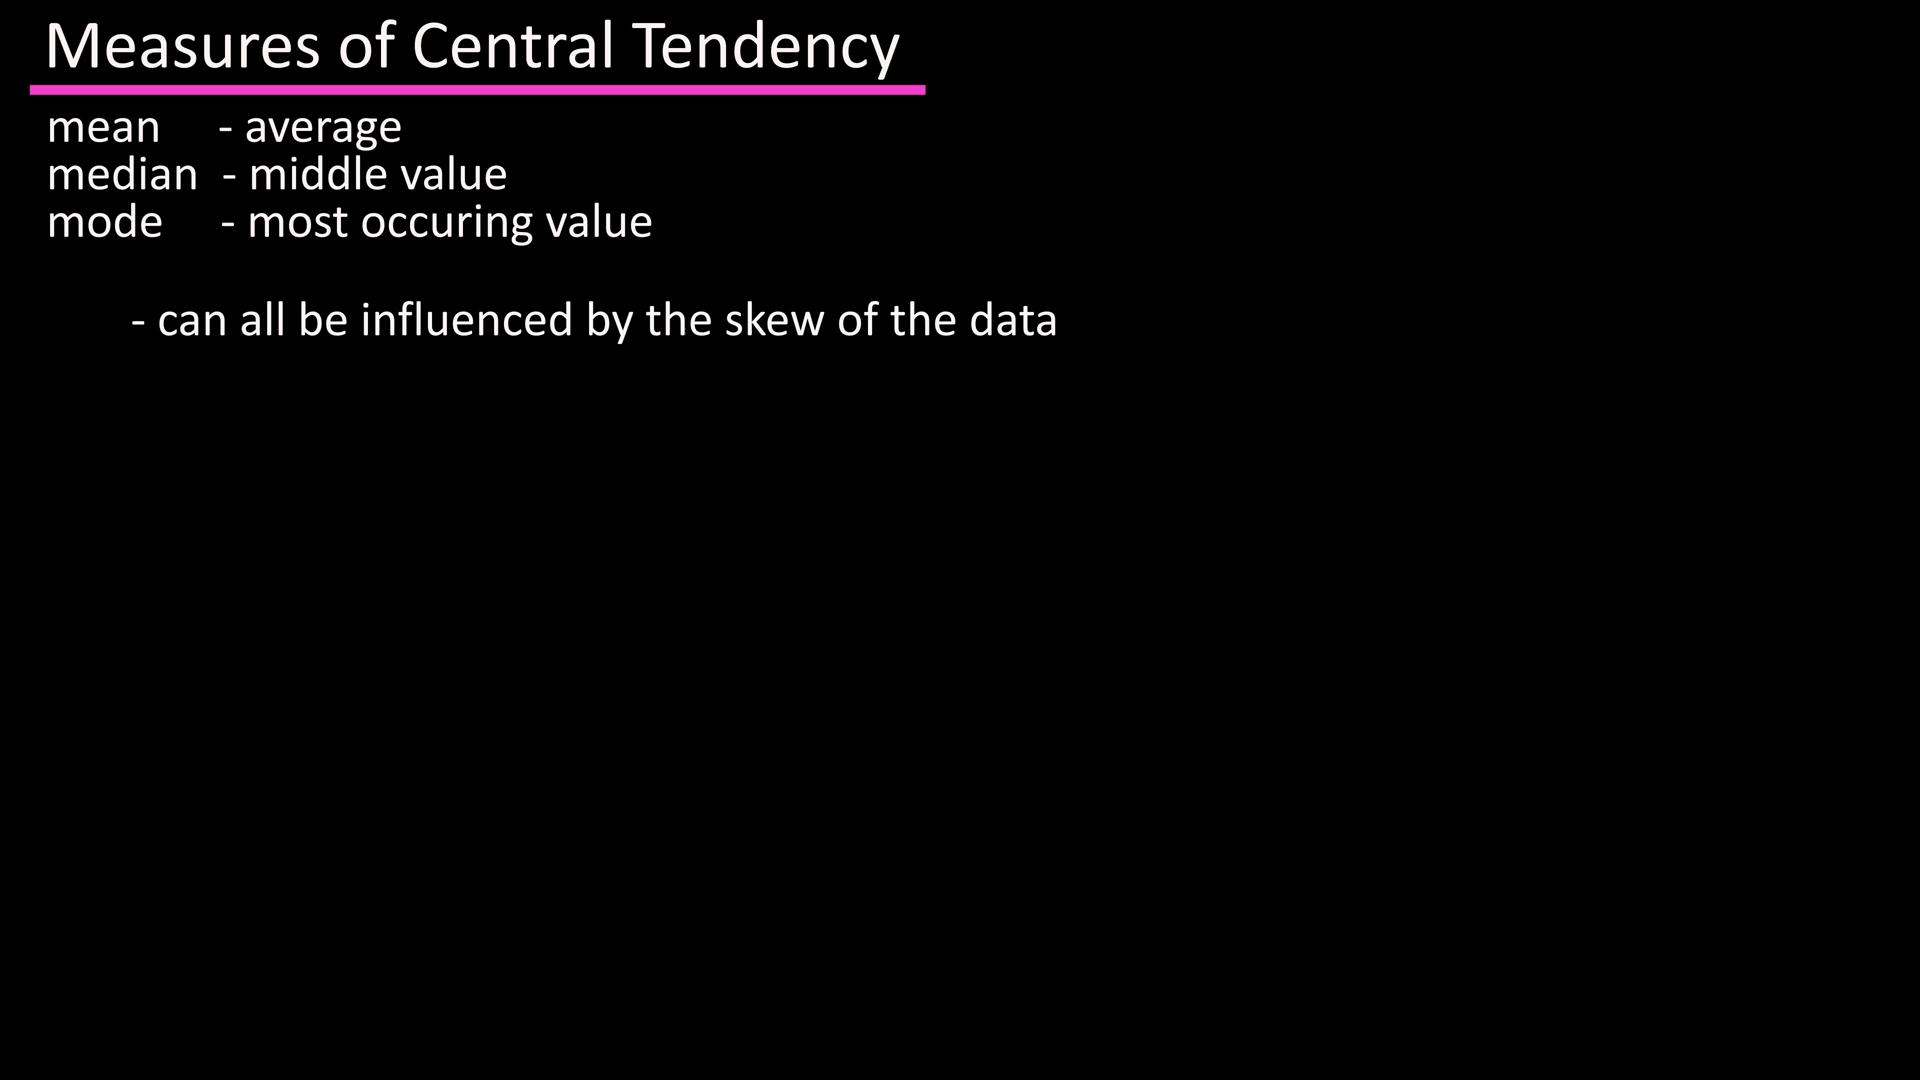 Measures of Central Tendency
mean - average
median - middle value
mode - most occuring value
- can all be influenced by the skew of the data